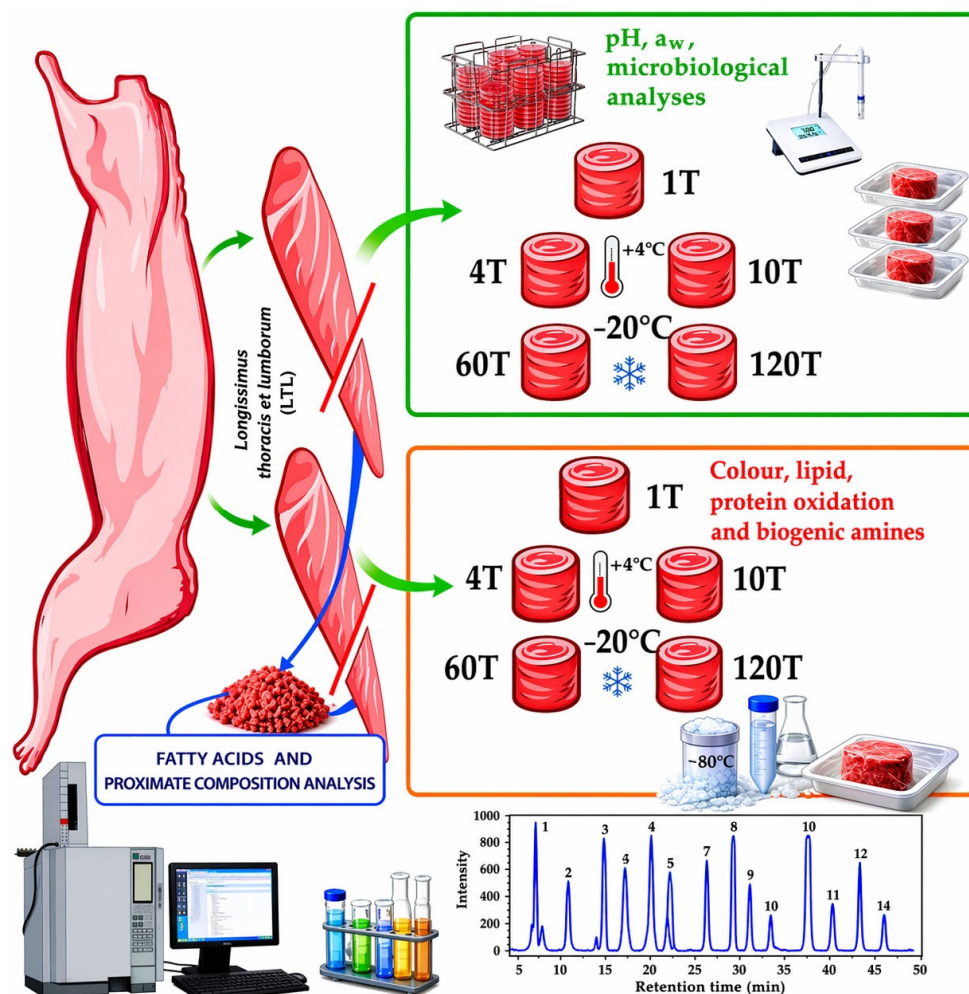 pH, aw,
microbiological
analyses
1T
4T
+4°C
10T
–20°C
60T
120T
Longissimus
thoracis et lumborum
(LTL)
Colour, lipid,
protein oxidation
and biogenic amines
1T
4T
+4°C
10T
–20°C
60T
120T
FATTY ACIDS AND
PROXIMATE COMPOSITION ANALYSIS
–80°C
Intensity
1000
800
600
400
200
0
1
2
3
4
4
5
7
8
9
10
10
11
12
14
5
10
15
20
25
30
35
40
45
50
Retention time (min)